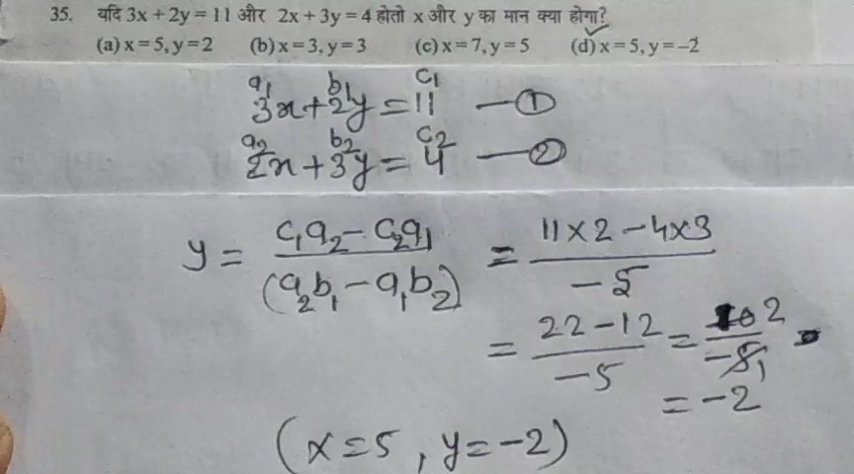 35. यदि 3x + 2y = 11 और 2x + 3y = 4 होतो x और y का मान क्या होगा?
(a) x = 5, y = 2 (b) x = 3, y = 3 (c) x = 7, y = 5 (d) x = 5, y = –2
a₁ b₁ c₁
3x + 2y = 11 — ①
a₂ b₂ c₂
2x + 3y = 4 — ②
y = (c₁a₂ − c₂a₁)/(a₂b₁ − a₁b₂) = (11 × 2 − 4 × 3)/(−5)
= (22 − 12)/(−5) = 10 2/−5 1
= −2
(x = 5, y = −2)